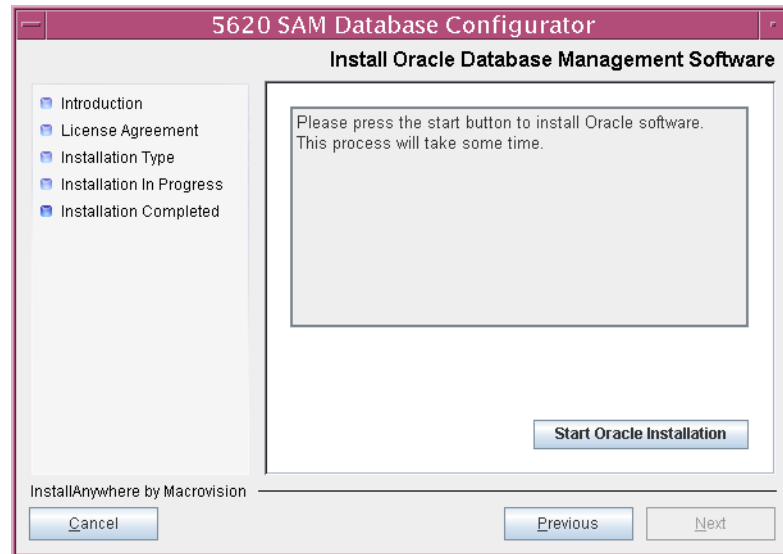 5620 SAM Database Configurator
Install Oracle Database Management Software
Introduction
License Agreement
Installation Type
Installation In Progress
Installation Completed
Please press the start button to install Oracle software.
This process will take some time.
Start Oracle Installation
InstallAnywhere by Macrovision
Cancel
Previous
Next